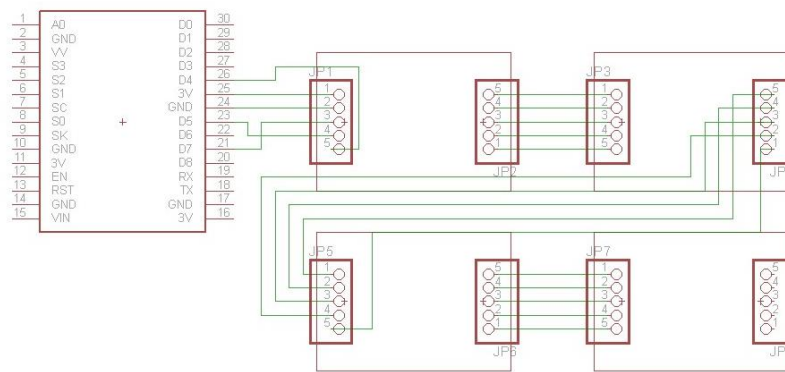 1 A0 D0 30
2 GND D1 29
3 VV D2 28
4 S3 D3 27
5 S2 D4 26
6 S1 3V 25
7 SC GND 24
8 S0 D5 23
9 SK D6 22
10 GND D7 21
11 3V D8 20
12 EN RX 19
13 RST TX 18
14 GND GND 17
15 VIN 3V 16
JP1
1
2
3
4
5
5
4
3
2
1
JP2
JP3
1
2
3
4
5
5
4
3
2
1
JP
JP5
1
2
3
4
5
5
4
3
2
1
JP6
JP7
1
2
3
4
5
5
4
3
2
1
JP